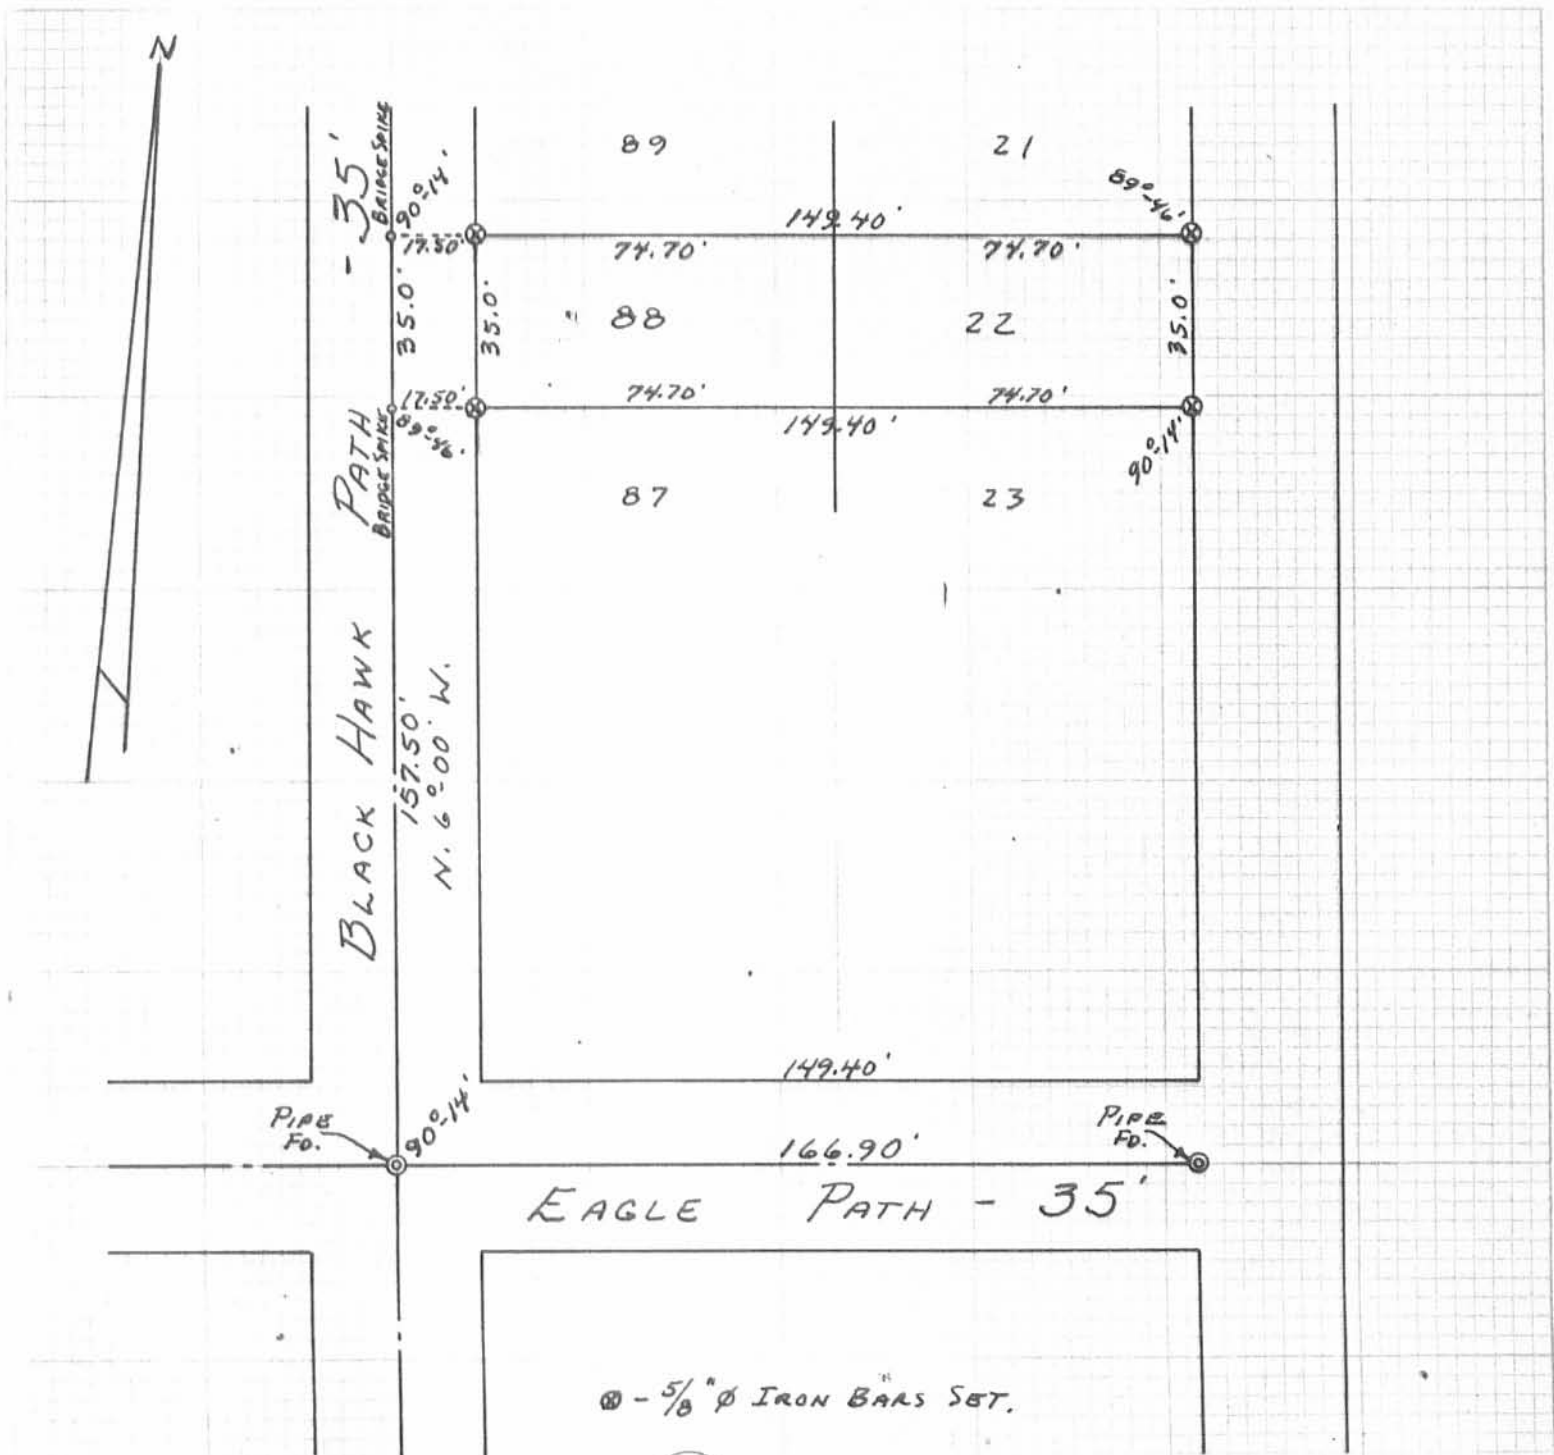 N
BLACK HAWK PATH - 35'
BRIDGE SPIKE
90°-14'
17.50'
35.0'
35.0'
17.50'
89°-46'
BRIDGE SPIKE
89
21
89°-46'
149.40'
74.70'
74.70'
88
22
35.0'
74.70'
74.70'
149.40'
90°-14'
87
23
157.50'
N. 6°-00' W.
149.40'
PIPE
FD.
90°-14'
166.90'
PIPE
FD.
EAGLE PATH - 35'
⊗ - 5/8" ⌀ IRON BARS SET.